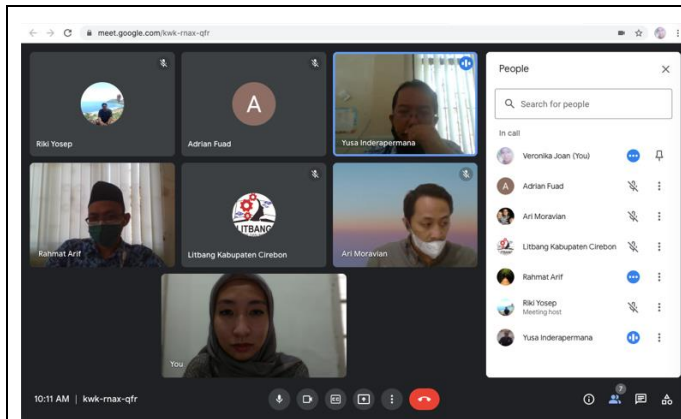 meet.google.com/kwk-rnax-qfr
Riki Yosep
A
Adrian Fuad
Yusa Inderapermana
Rahmat Arif
LITBANG
Litbang Kabupaten Cirebon
Ari Moravian
You
People
Search for people
In call
Veronika Joan (You)
A Adrian Fuad
Ari Moravian
Litbang Kabupaten Cirebon
Rahmat Arif
Riki Yosep
Meeting host
Yusa Inderapermana
10:11 AM | kwk-rnax-qfr
CC
7